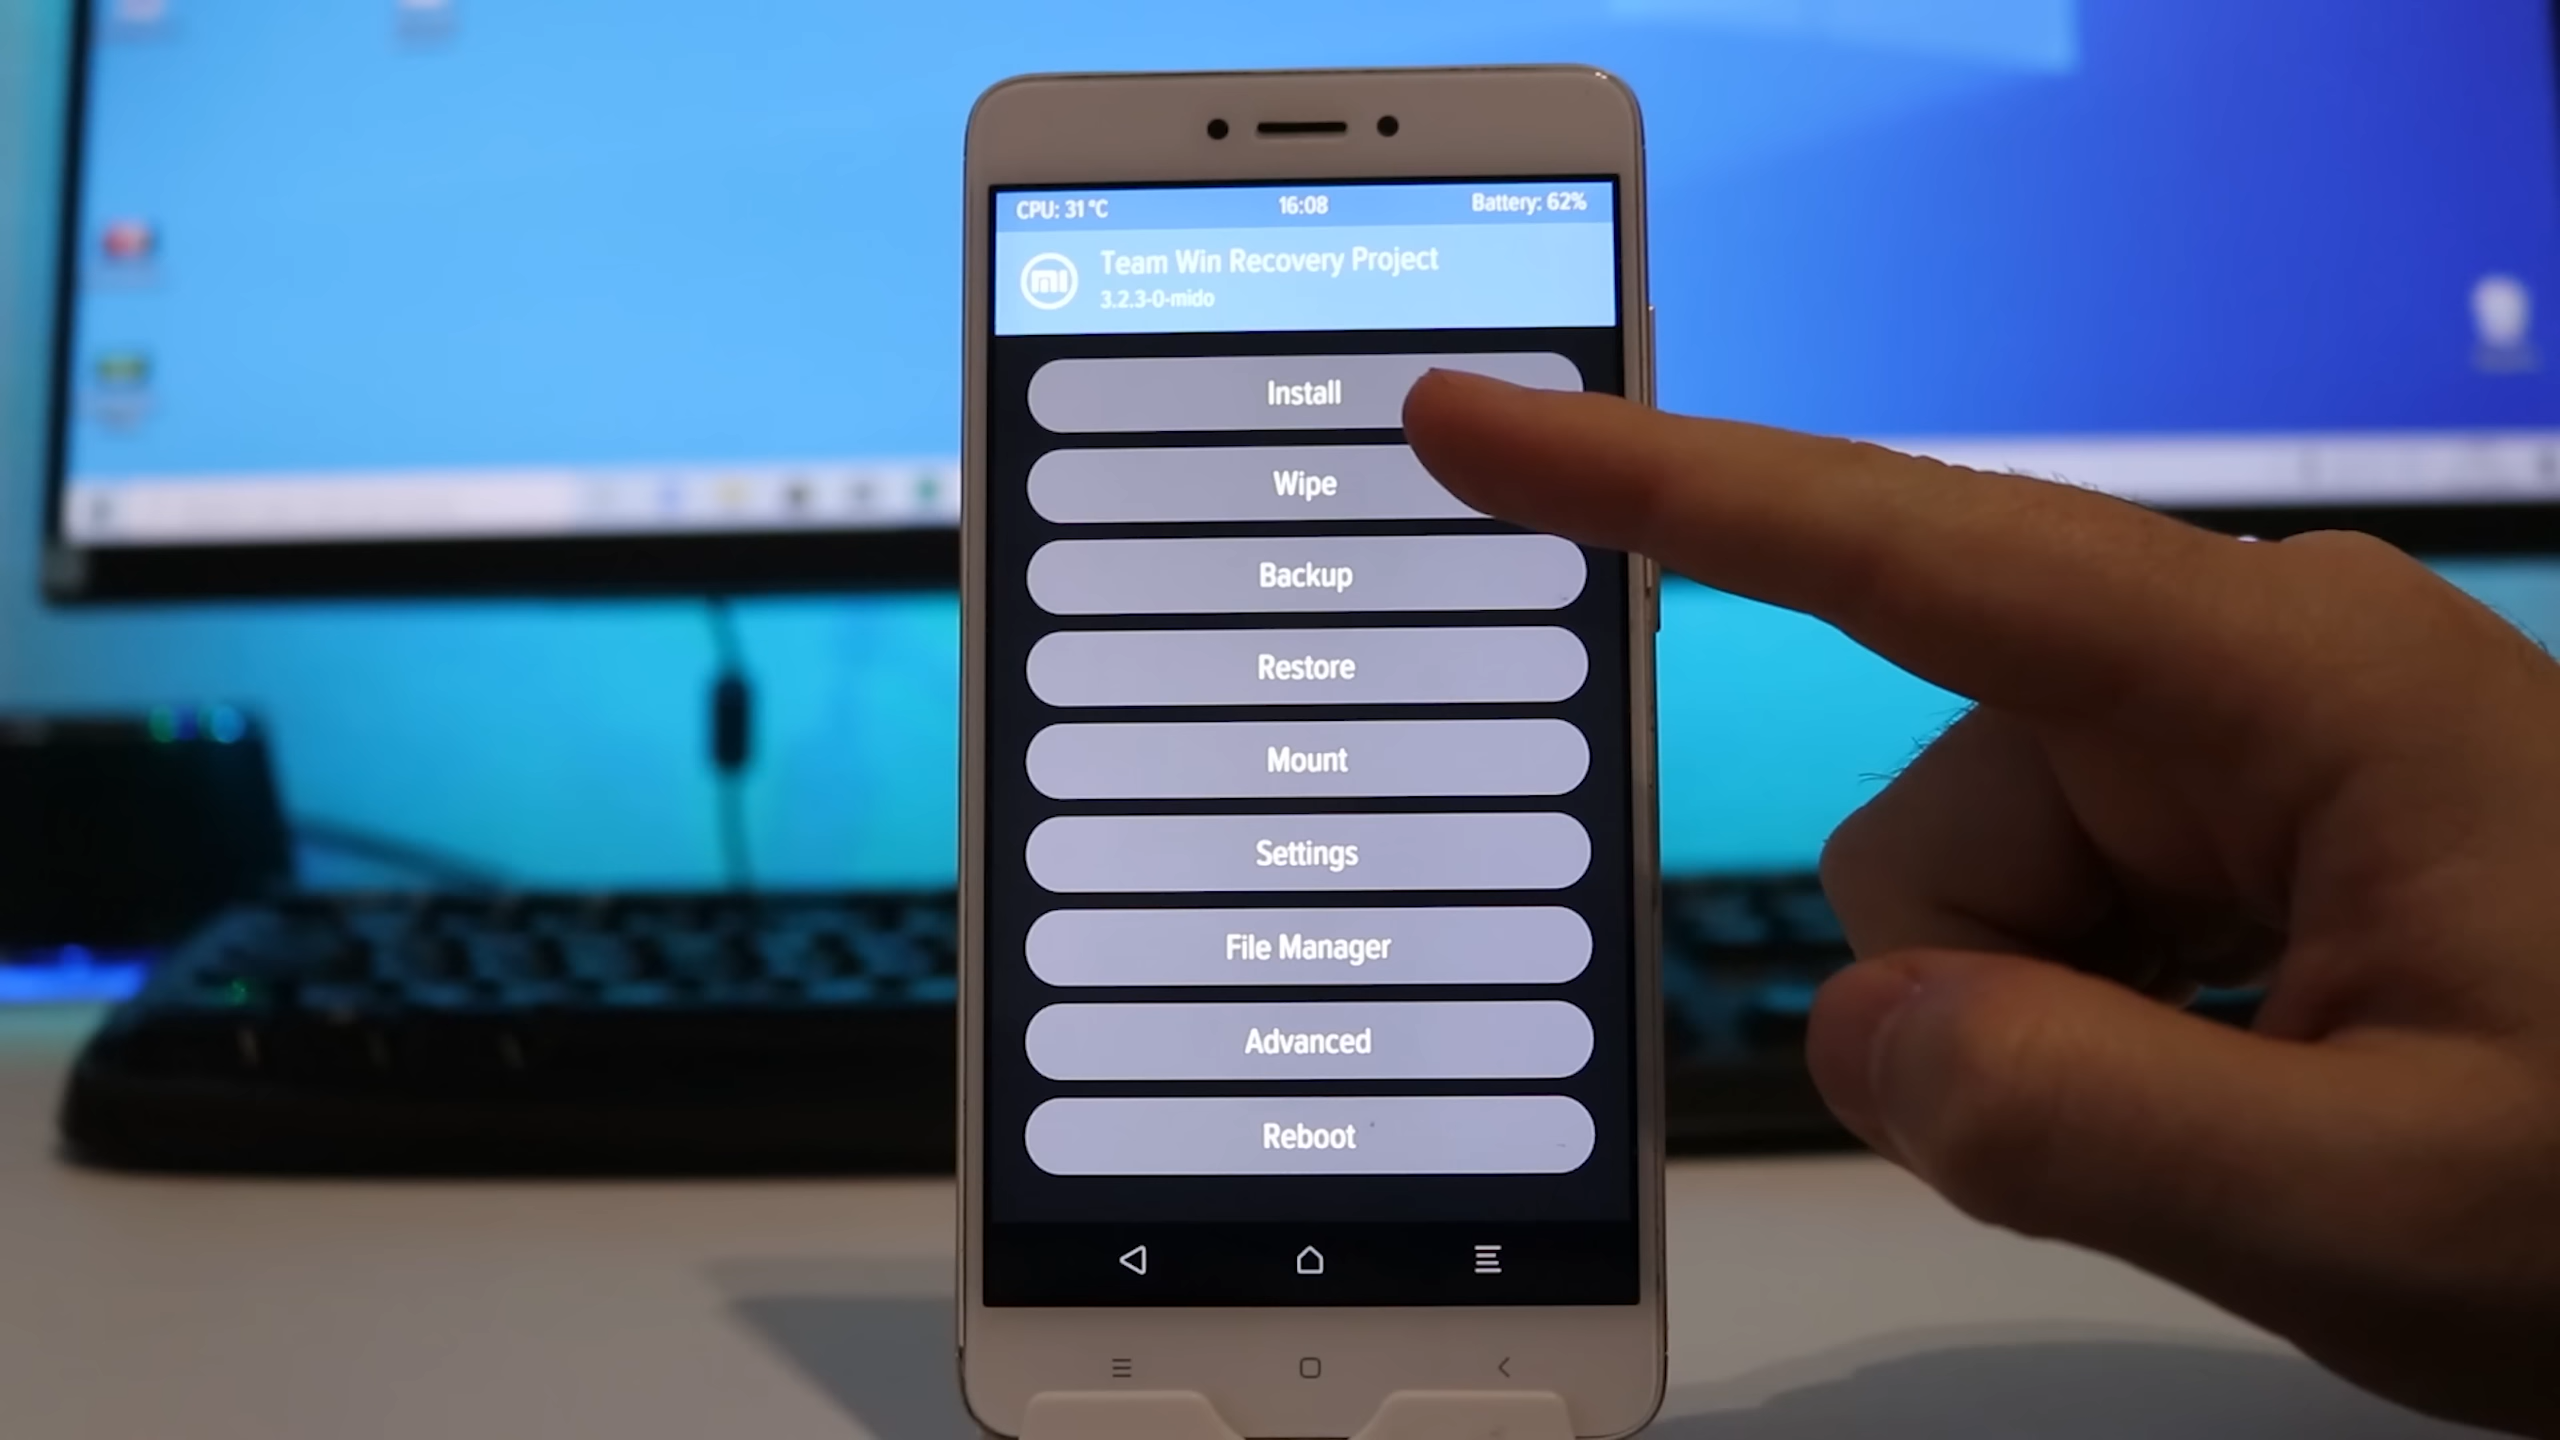 CPU: 31 °C 16:08 Battery: 62%
Team Win Recovery Project
3.2.3-0-mido
Install
Wipe
Backup
Restore
Mount
Settings
File Manager
Advanced
Reboot